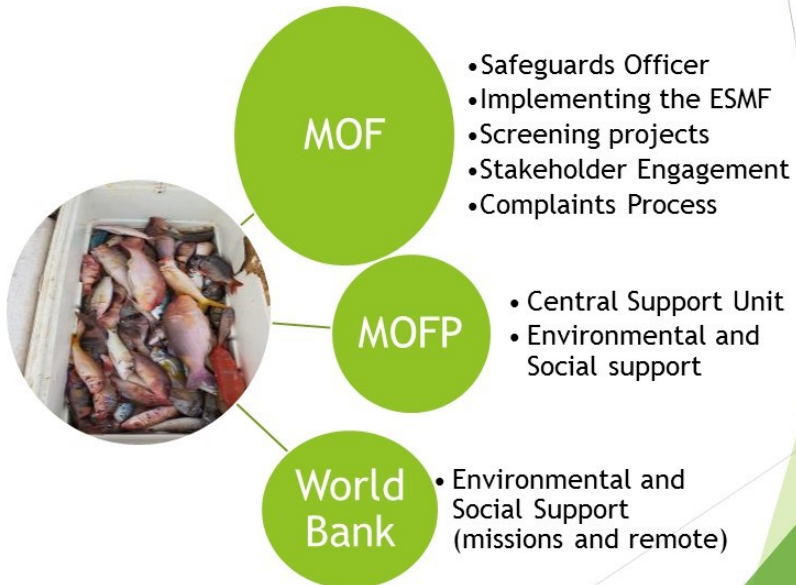 MOF
•Safeguards Officer
•Implementing the ESMF
•Screening projects
•Stakeholder Engagement
•Complaints Process
MOFP
• Central Support Unit
• Environmental and
Social support
World
Bank
• Environmental and
Social Support
(missions and remote)